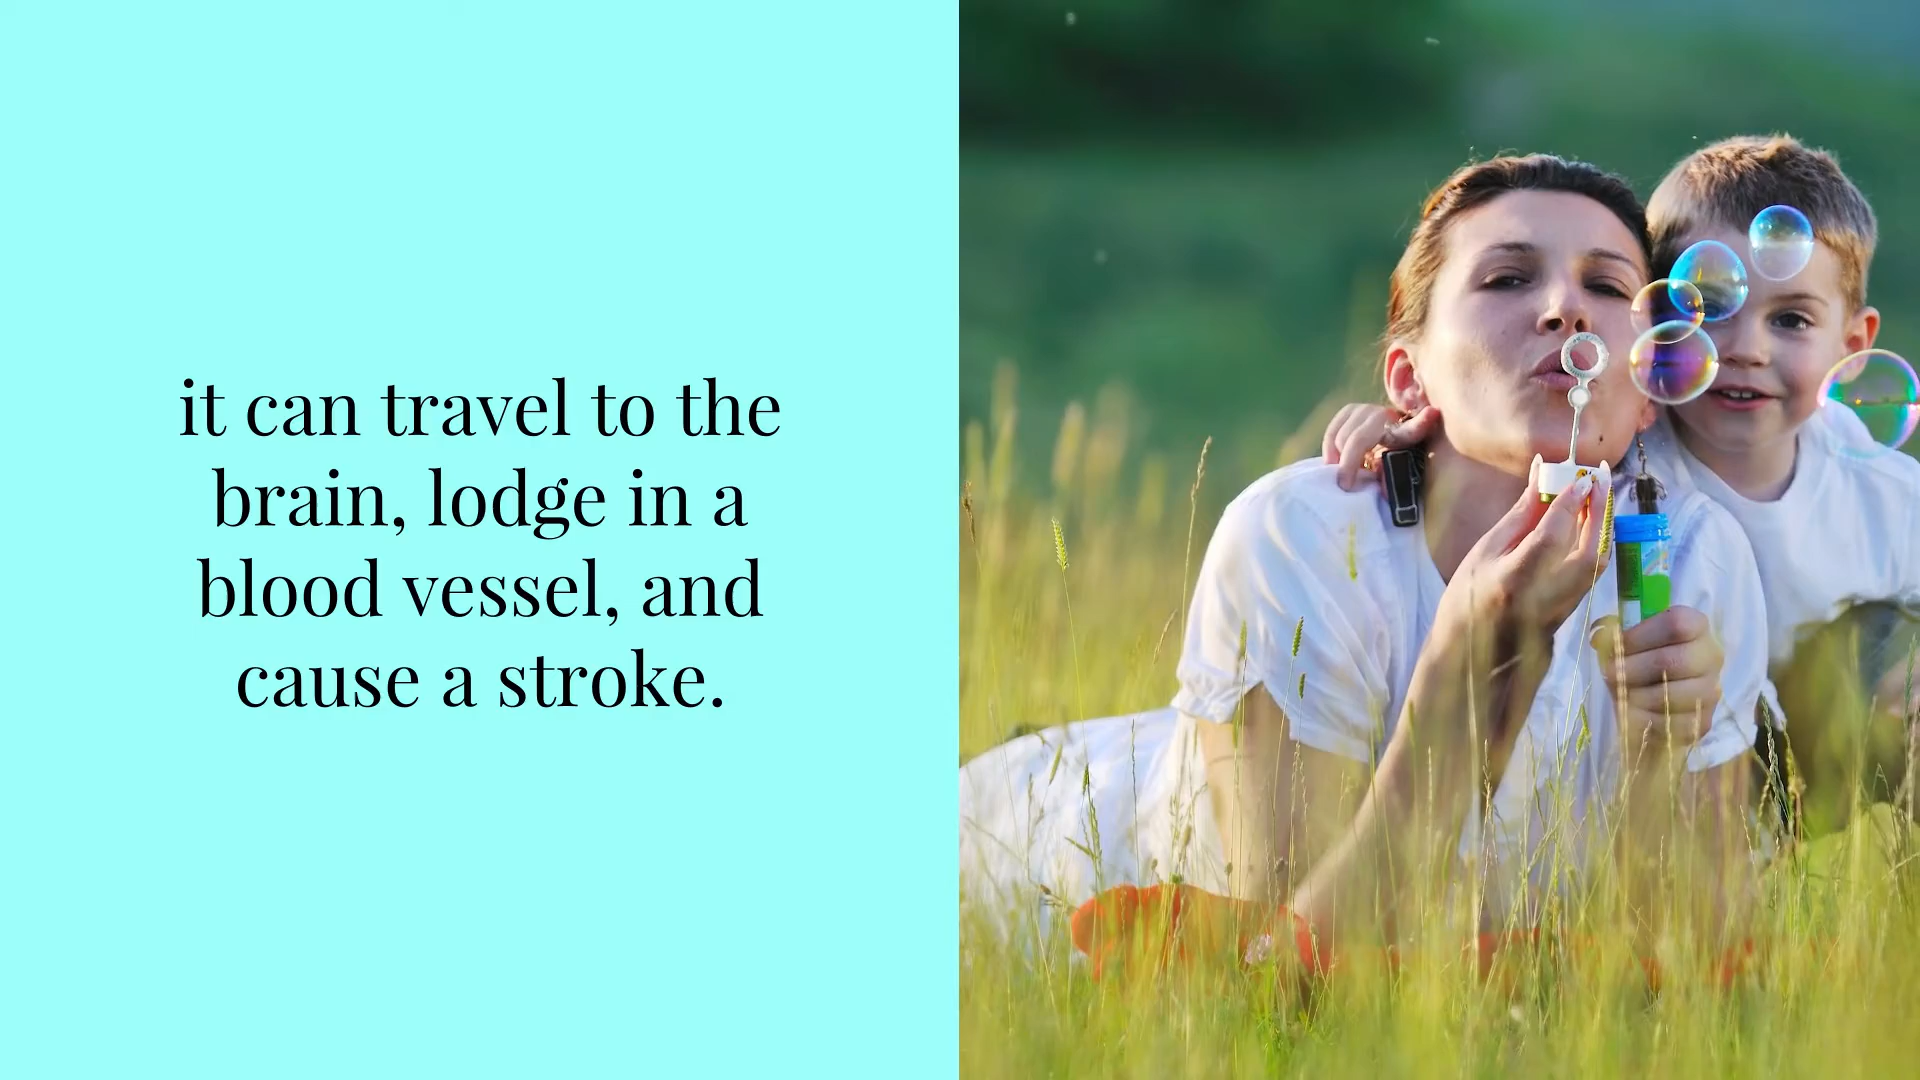 it can travel to the
brain, lodge in a
blood vessel, and
cause a stroke.